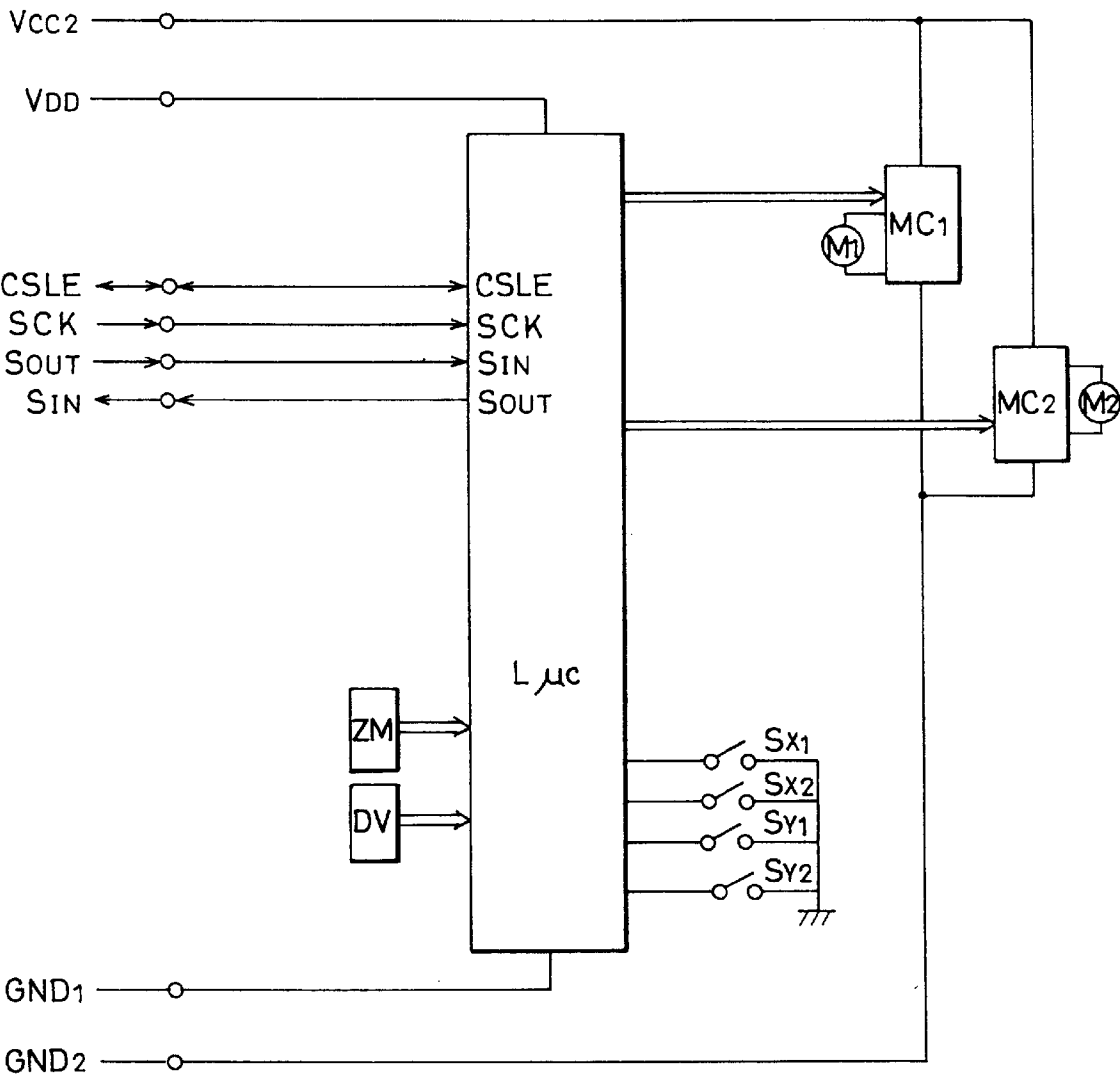 VCC2
VDD
MC1
M1
CSLE CSLE
SCK SCK
SOUT SIN
SIN SOUT
MC2
M2
Lμc
ZM
DV
SX1
SX2
SY1
SY2
GND1
GND2